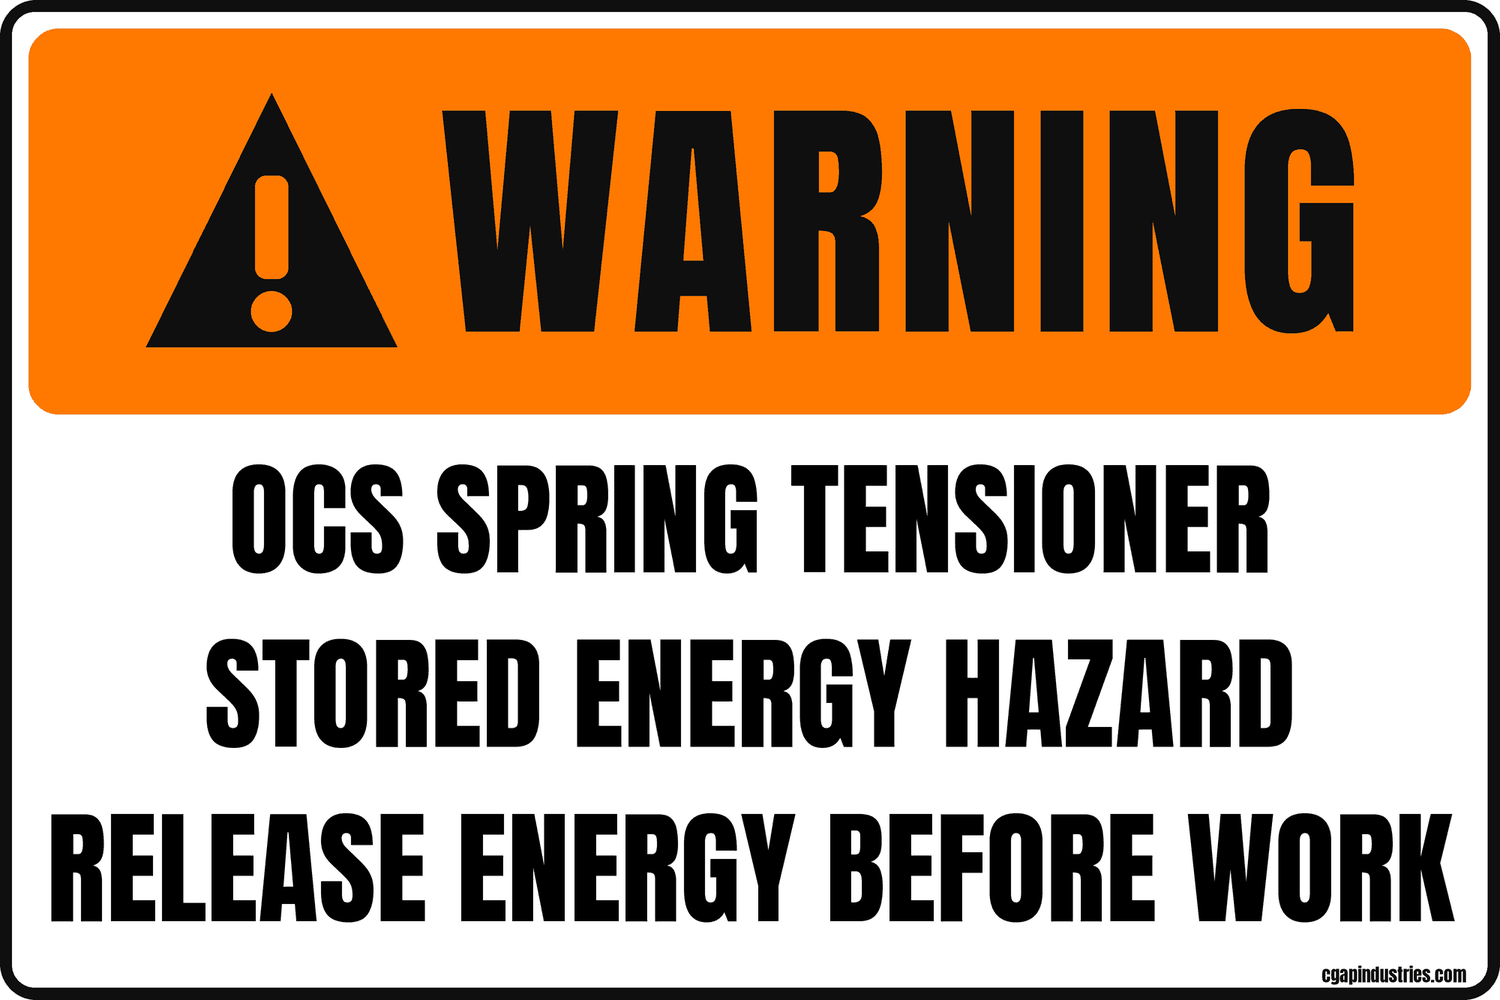 WARNING
OCS SPRING TENSIONER
STORED ENERGY HAZARD
RELEASE ENERGY BEFORE WORK
cgapindustries.com